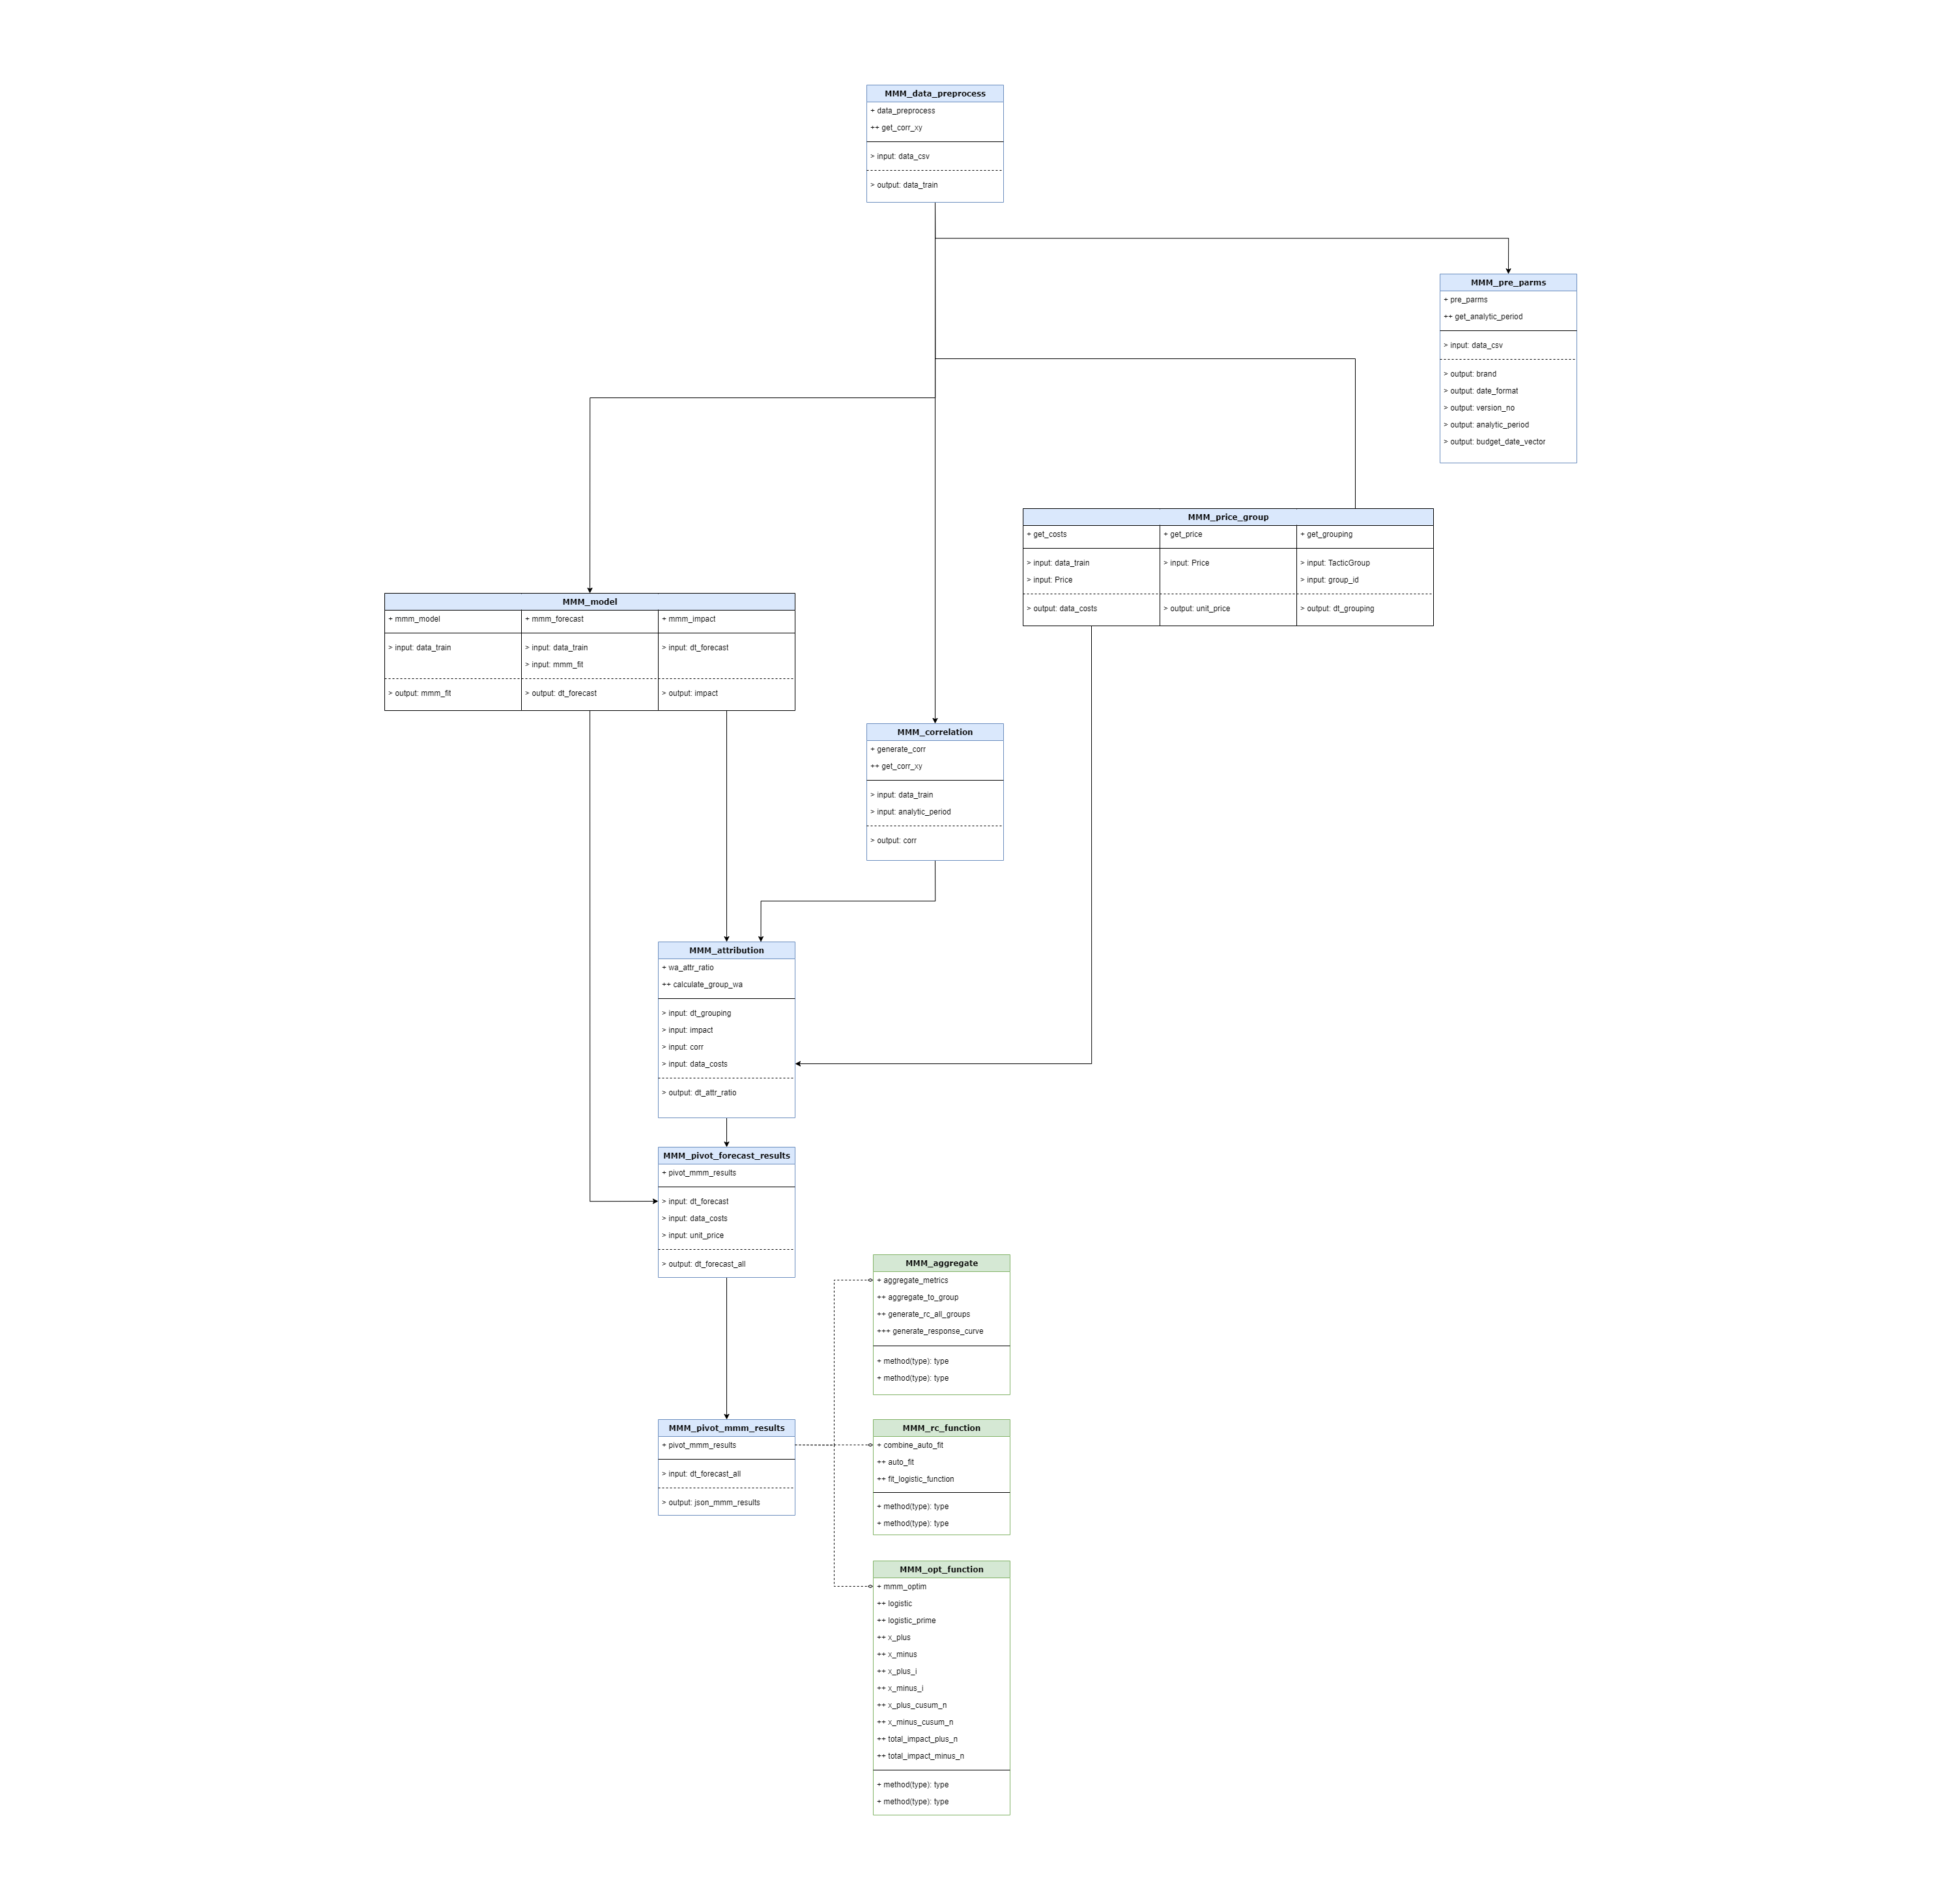 MMM_data_preprocess
+ data_preprocess
++ get_corr_xy
> input: data_csv
> output: data_train
MMM_pre_parms
+ pre_parms
++ get_analytic_period
> input: data_csv
> output: brand
> output: date_format
> output: version_no
> output: analytic_period
> output: budget_date_vector
MMM_price_group
+ get_costs
> input: data_train
> input: Price
> output: data_costs
+ get_price
> input: Price
> output: unit_price
+ get_grouping
> input: TacticGroup
> input: group_id
> output: dt_grouping
MMM_model
+ mmm_model
> input: data_train
> output: mmm_fit
+ mmm_forecast
> input: data_train
> input: mmm_fit
> output: dt_forecast
+ mmm_impact
> input: dt_forecast
> output: impact
MMM_correlation
+ generate_corr
++ get_corr_xy
> input: data_train
> input: analytic_period
> output: corr
MMM_attribution
+ wa_attr_ratio
++ calculate_group_wa
> input: dt_grouping
> input: impact
> input: corr
> input: data_costs
> output: dt_attr_ratio
MMM_pivot_forecast_results
+ pivot_mmm_results
> input: dt_forecast
> input: data_costs
> input: unit_price
> output: dt_forecast_all
MMM_aggregate
+ aggregate_metrics
++ aggregate_to_group
++ generate_rc_all_groups
+++ generate_response_curve
+ method(type): type
+ method(type): type
MMM_pivot_mmm_results
+ pivot_mmm_results
> input: dt_forecast_all
> output: json_mmm_results
MMM_rc_function
+ combine_auto_fit
++ auto_fit
++ fit_logistic_function
+ method(type): type
+ method(type): type
MMM_opt_function
+ mmm_optim
++ logistic
++ logistic_prime
++ x_plus
++ x_minus
++ x_plus_i
++ x_minus_i
++ x_plus_cusum_n
++ x_minus_cusum_n
++ total_impact_plus_n
++ total_impact_minus_n
+ method(type): type
+ method(type): type